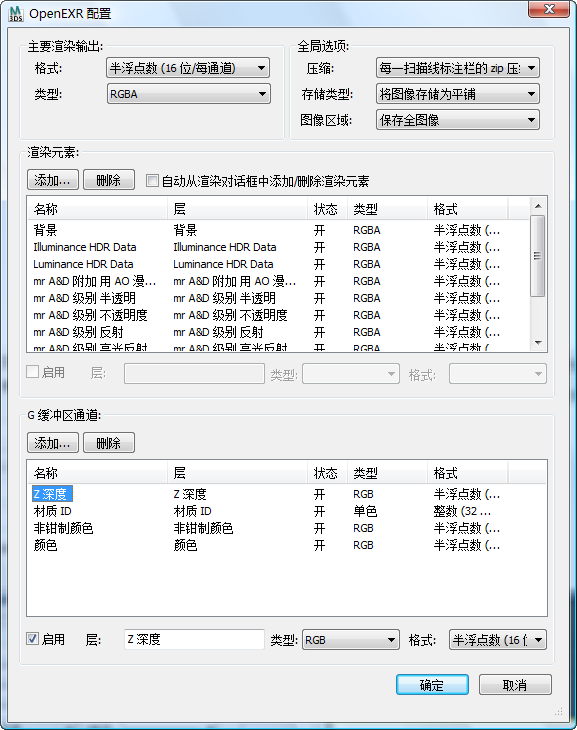 M
3DS
OpenEXR 配置
主要渲染输出:
格式:
半浮点数 (16 位/每通道)
类型:
RGBA
全局选项:
压缩:
每一扫描线标注栏的 zip 压
存储类型:
将图像存储为平铺
图像区域:
保存全图像
渲染元素:
添加... 删除 自动从渲染对话框中添加/删除渲染元素
名称 层 状态 类型 格式
背景 背景 开 RGBA 半浮点数 (...
Illuminance HDR Data Illuminance HDR Data 开 RGBA 半浮点数 (...
Luminance HDR Data Luminance HDR Data 开 RGBA 半浮点数 (...
mr A&D 附加 用 AO 漫... mr A&D 附加 用 AO 漫... 开 RGBA 半浮点数 (...
mr A&D 级别 半透明 mr A&D 级别 半透明 开 RGBA 半浮点数 (...
mr A&D 级别 不透明度 mr A&D 级别 不透明度 开 RGBA 半浮点数 (...
mr A&D 级别 反射 mr A&D 级别 反射 开 RGBA 半浮点数 (...
mr A&D 级别 高光反射 mr A&D 级别 高光反射 开 RGBA 半浮点数 (...
启用 层: 类型: 格式:
G 缓冲区通道:
添加... 删除
名称 层 状态 类型 格式
Z 深度 Z 深度 开 RGB 半浮点数 (...
材质 ID 材质 ID 开 单色 整数 (32 ...
非钳制颜色 非钳制颜色 开 RGB 半浮点数 (...
颜色 颜色 开 RGB 半浮点数 (...
启用 层: Z 深度 类型: RGB 格式: 半浮点数 (16 位
确定 取消